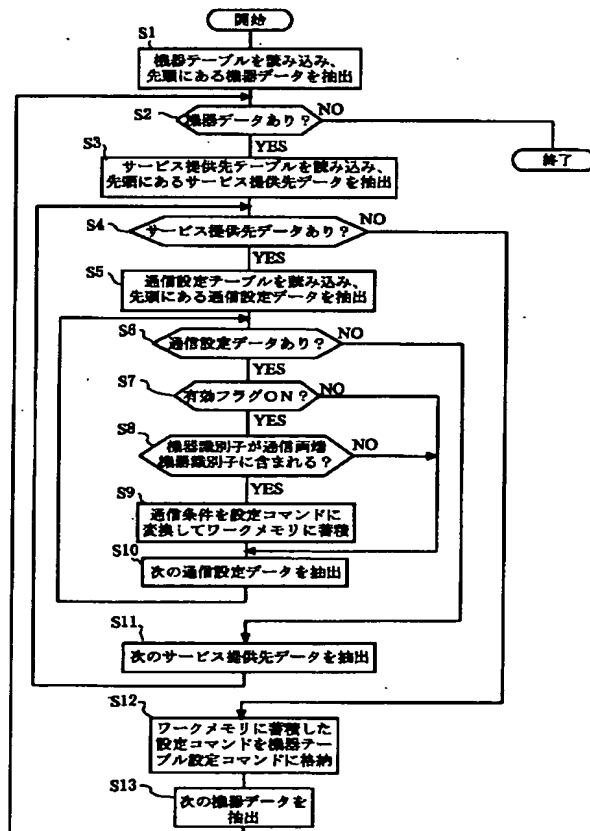 開始
S1
機器テーブルを読み込み、
先頭にある機器データを抽出
S2
機器データあり?
NO
YES
終了
S3
サービス提供先テーブルを読み込み、
先頭にあるサービス提供先データを抽出
S4
サービス提供先データあり?
NO
YES
S5
通信設定テーブルを読み込み、
先頭にある通信設定データを抽出
S6
通信設定データあり?
NO
YES
S7
有効フラグON?
NO
YES
S8
機器識別子が通信両端
機器識別子に含まれる?
NO
YES
S9
通信条件を設定コマンドに
変換してワークメモリに蓄積
S10
次の通信設定データを抽出
S11
次のサービス提供先データを抽出
S12
ワークメモリに蓄積した
設定コマンドを機器テー
ブル設定コマンドに格納
S13
次の機器データを
抽出